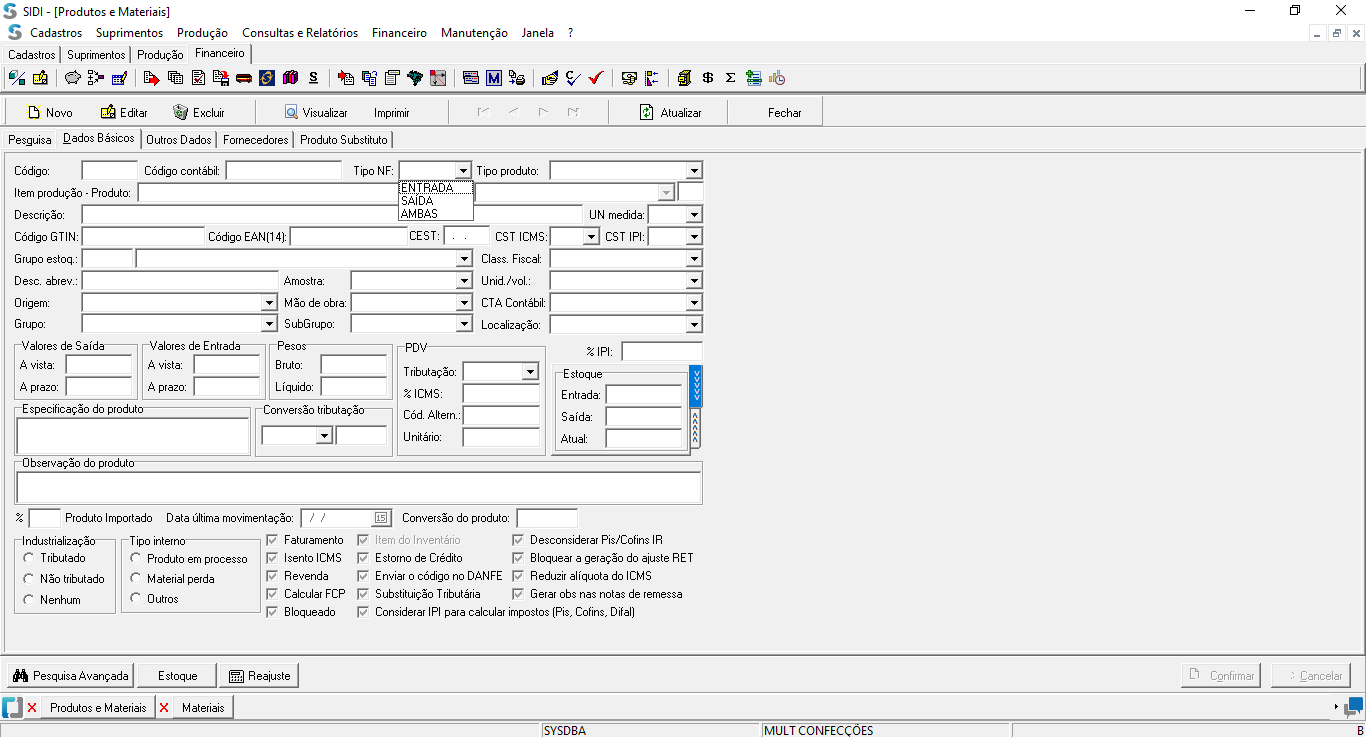 SIDI - [Produtos e Materiais]
Cadastros Suprimentos Produção Consultas e Relatórios Financeiro Manutenção Janela ?
Cadastros Suprimentos Produção Financeiro
Novo Editar Excluir Visualizar Imprimir Atualizar Fechar
Pesquisa Dados Básicos Outros Dados Fornecedores Produto Substituto
Código: Código contábil: Tipo NF: Tipo produto:
ENTRADA
SAÍDA
AMBAS
Item produção - Produto:
Descrição: UN medida:
Código GTIN: Código EAN(14): CEST: . . CST ICMS: CST IPI:
Grupo estoq.: Class. Fiscal:
Desc. abrev.: Amostra: Unid./vol.:
Origem: Mão de obra: CTA Contábil:
Grupo: SubGrupo: Localização:
Valores de Saída Valores de Entrada Pesos PDV % IPI:
A vista: A vista: Bruto: Tributação: Estoque
A prazo: A prazo: Líquido: % ICMS: Entrada:
Especificação do produto Conversão tributação Cód. Altern.: Saída:
Unitário: Atual:
Observação do produto
% Produto Importado Data última movimentação: / / 15 Conversão do produto:
Industrialização Tipo interno Faturamento Item do Inventário Desconsiderar Pis/Cofins IR
Tributado Produto em processo Isento ICMS Estorno de Crédito Bloquear a geração do ajuste RET
Não tributado Material perda Revenda Enviar o código no DANFE Reduzir alíquota do ICMS
Nenhum Outros Calcular FCP Substituição Tributária Gerar obs nas notas de remessa
Bloqueado Considerar IPI para calcular impostos (Pis, Cofins, Difal)
Pesquisa Avançada Estoque Reajuste Confirmar Cancelar
Produtos e Materiais Materiais
SYSDBA MULT CONFECÇÕES B